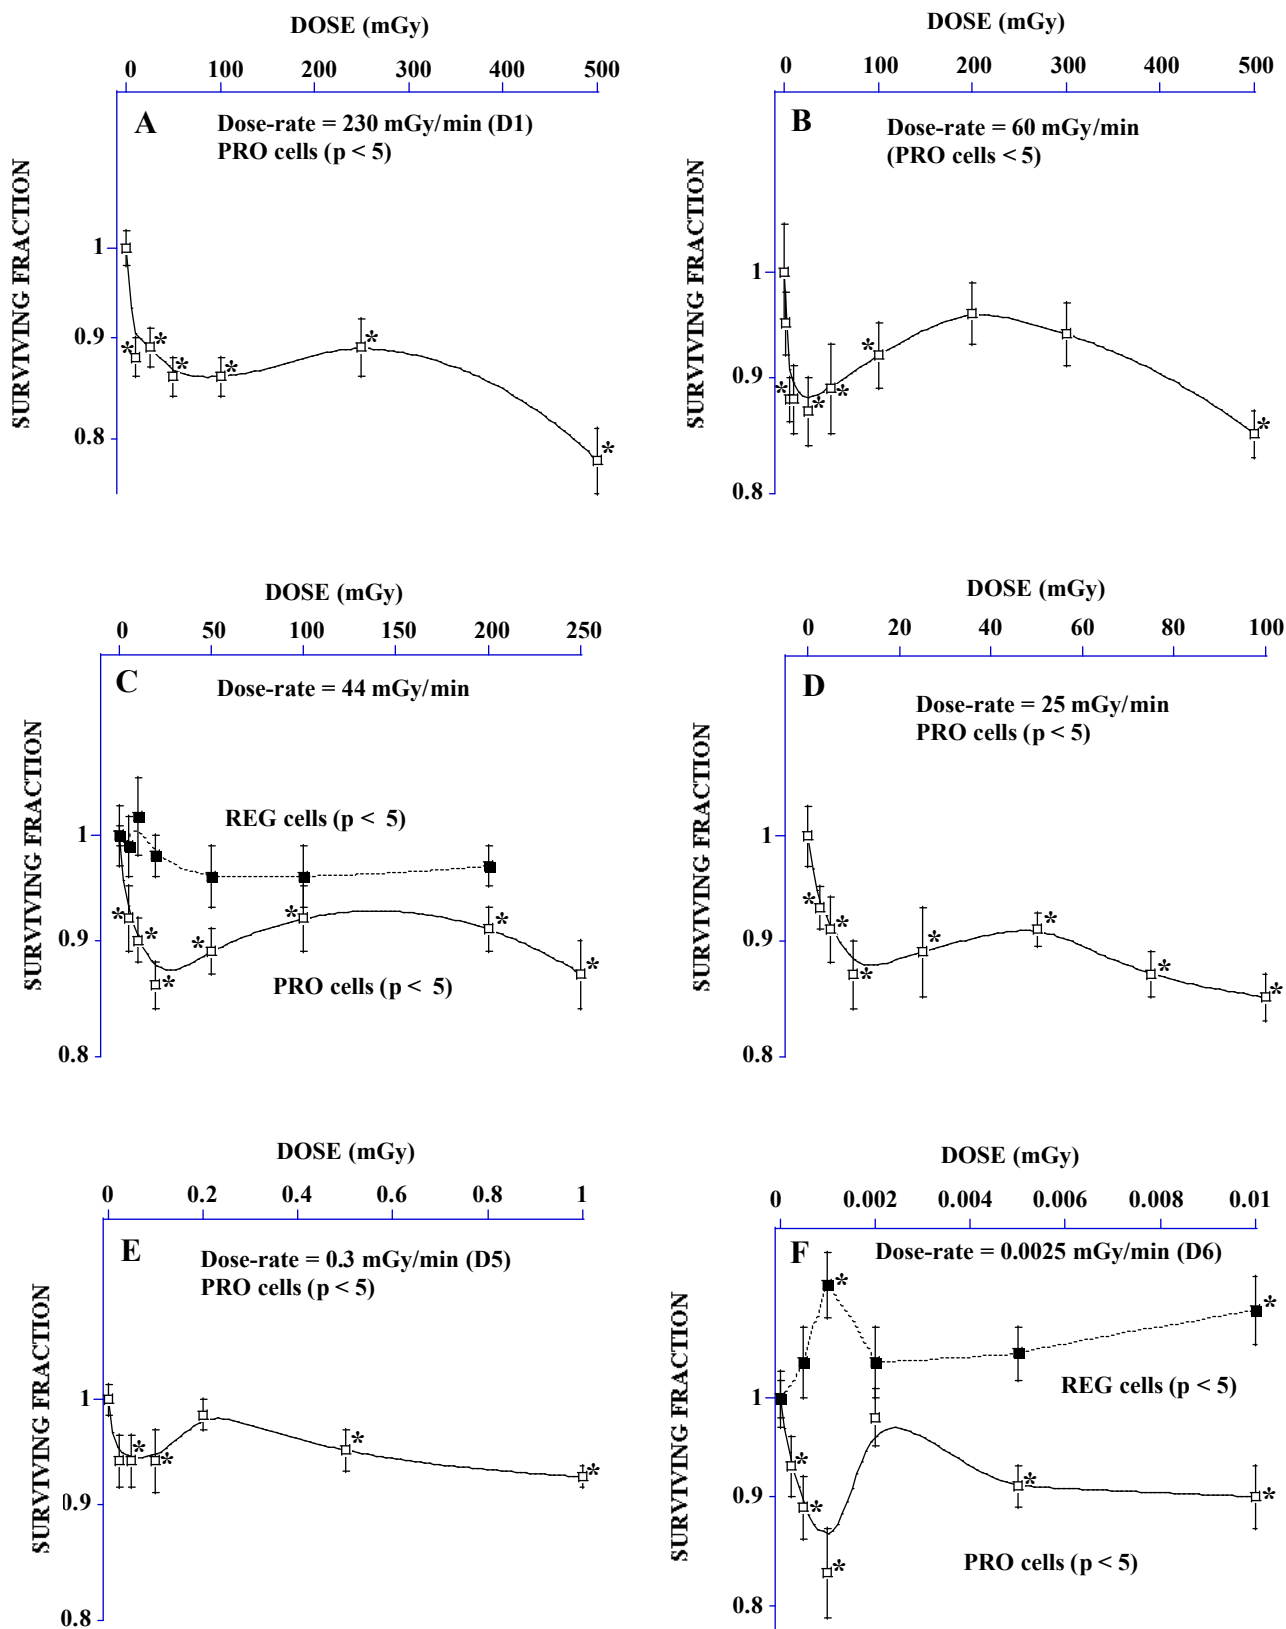 DOSE (mGy)
0 100 200 300 400 500
A
Dose-rate = 230 mGy/min (D1)
PRO cells (p < 5)
SURVIVING FRACTION
1
0.9
0.8
* * * * * *
DOSE (mGy)
0 100 200 300 400 500
B
Dose-rate = 60 mGy/min
(PRO cells < 5)
SURVIVING FRACTION
1
0.9
0.8
* * * * *
DOSE (mGy)
0 50 100 150 200 250
C
Dose-rate = 44 mGy/min
REG cells (p < 5)
PRO cells (p < 5)
SURVIVING FRACTION
1
0.9
0.8
* * * * * * *
DOSE (mGy)
0 20 40 60 80 100
D
Dose-rate = 25 mGy/min
PRO cells (p < 5)
SURVIVING FRACTION
1
0.9
0.8
* * * * * * *
DOSE (mGy)
0 0.2 0.4 0.6 0.8 1
E
Dose-rate = 0.3 mGy/min (D5)
PRO cells (p < 5)
SURVIVING FRACTION
1
0.9
0.8
* * * *
DOSE (mGy)
0 0.002 0.004 0.006 0.008 0.01
F
Dose-rate = 0.0025 mGy/min (D6)
REG cells (p < 5)
PRO cells (p < 5)
SURVIVING FRACTION
1
0.9
0.8
* * * * * * *